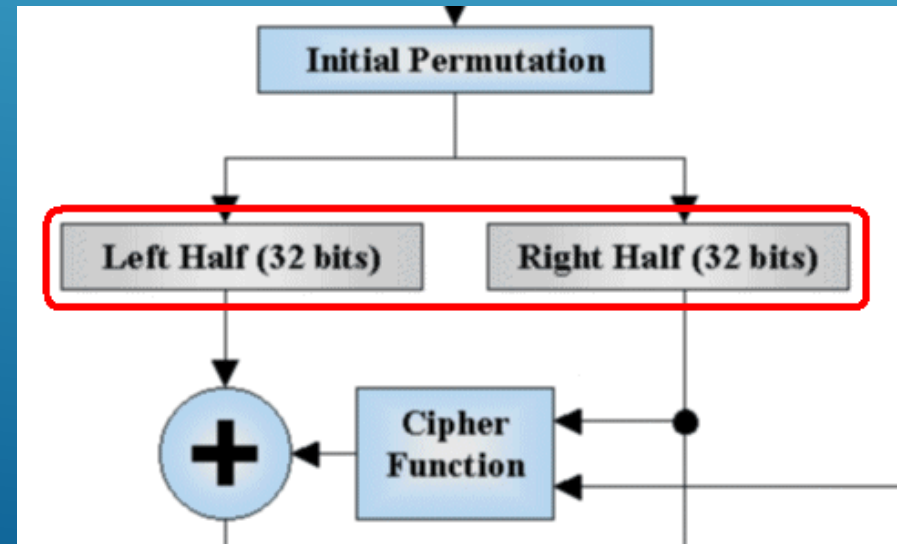 Initial Permutation
Left Half (32 bits)
Right Half (32 bits)
Cipher
Function